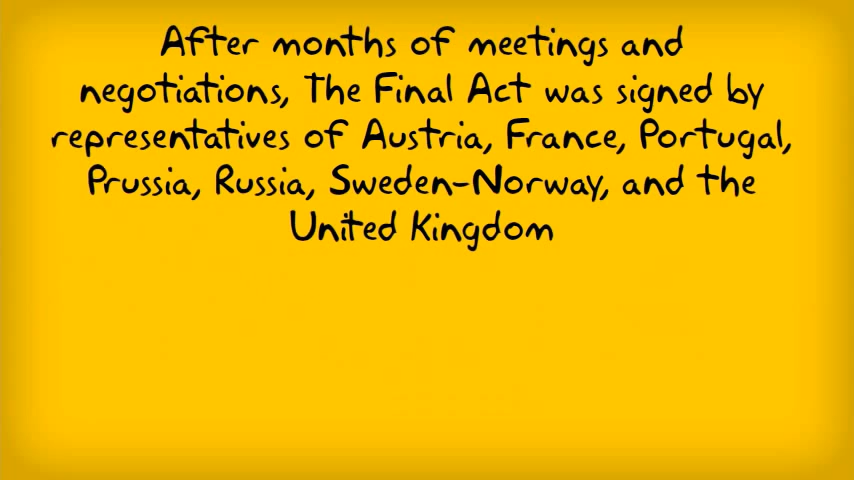 After months of meetings and
negotiations, The Final Act was signed by
representatives of Austria, France, Portugal,
Prussia, Russia, Sweden-Norway, and the
United Kingdom